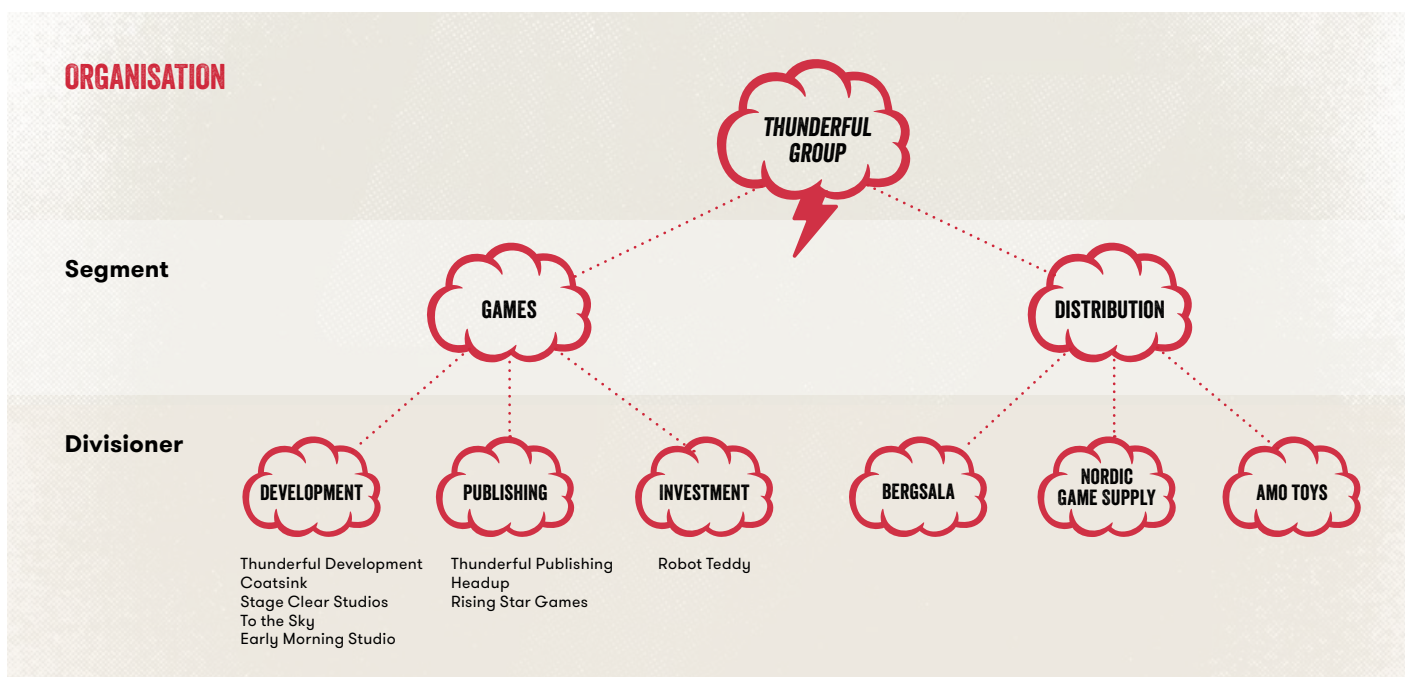 ORGANISATION
THUNDERFUL
GROUP
Segment
GAMES
DISTRIBUTION
Divisioner
DEVELOPMENT
PUBLISHING
INVESTMENT
BERGSALA
NORDIC
GAME SUPPLY
AMO TOYS
Thunderful Development
Coatsink
Stage Clear Studios
To the Sky
Early Morning Studio
Thunderful Publishing
Headup
Rising Star Games
Robot Teddy